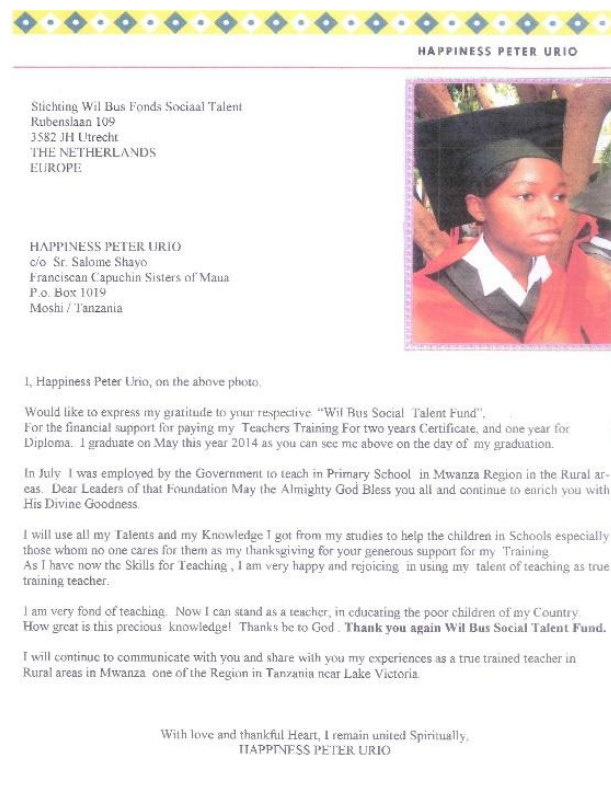 HAPPINESS PETER URIO
Stichting Wil Bus Fonds Sociaal Talent
Rubenslaan 109
3582 JH Utrecht
THE NETHERLANDS
EUROPE
HAPPINESS PETER URIO
c/o Sr. Salome Shayo
Franciscan Capuchin Sisters of Maua
P.o. Box 1019
Moshi / Tanzania
I, Happiness Peter Urio, on the above photo.
Would like to express my gratitude to your respective “Wil Bus Social Talent Fund”,
For the financial support for paying my Teachers Training For two years Certificate, and one year for
Diploma. I graduate on May this year 2014 as you can see me above on the day of my graduation.
In July I was employed by the Government to teach in Primary School in Mwanza Region in the Rural ar-
eas. Dear Leaders of that Foundation May the Almighty God Bless you all and continue to enrich you with
His Divine Goodness.
I will use all my Talents and my Knowledge I got from my studies to help the children in Schools especially
those whom no one cares for them as my thanksgiving for your generous support for my Training.
As I have now the Skills for Teaching , I am very happy and rejoicing in using my talent of teaching as true
training teacher.
I am very fond of teaching. Now I can stand as a teacher, in educating the poor children of my Country.
How great is this precious knowledge! Thanks be to God . Thank you again Wil Bus Social Talent Fund.
I will continue to communicate with you and share with you my experiences as a true trained teacher in
Rural areas in Mwanza one of the Region in Tanzania near Lake Victoria.
With love and thankful Heart, I remain united Spiritually,
HAPPINESS PETER URIO